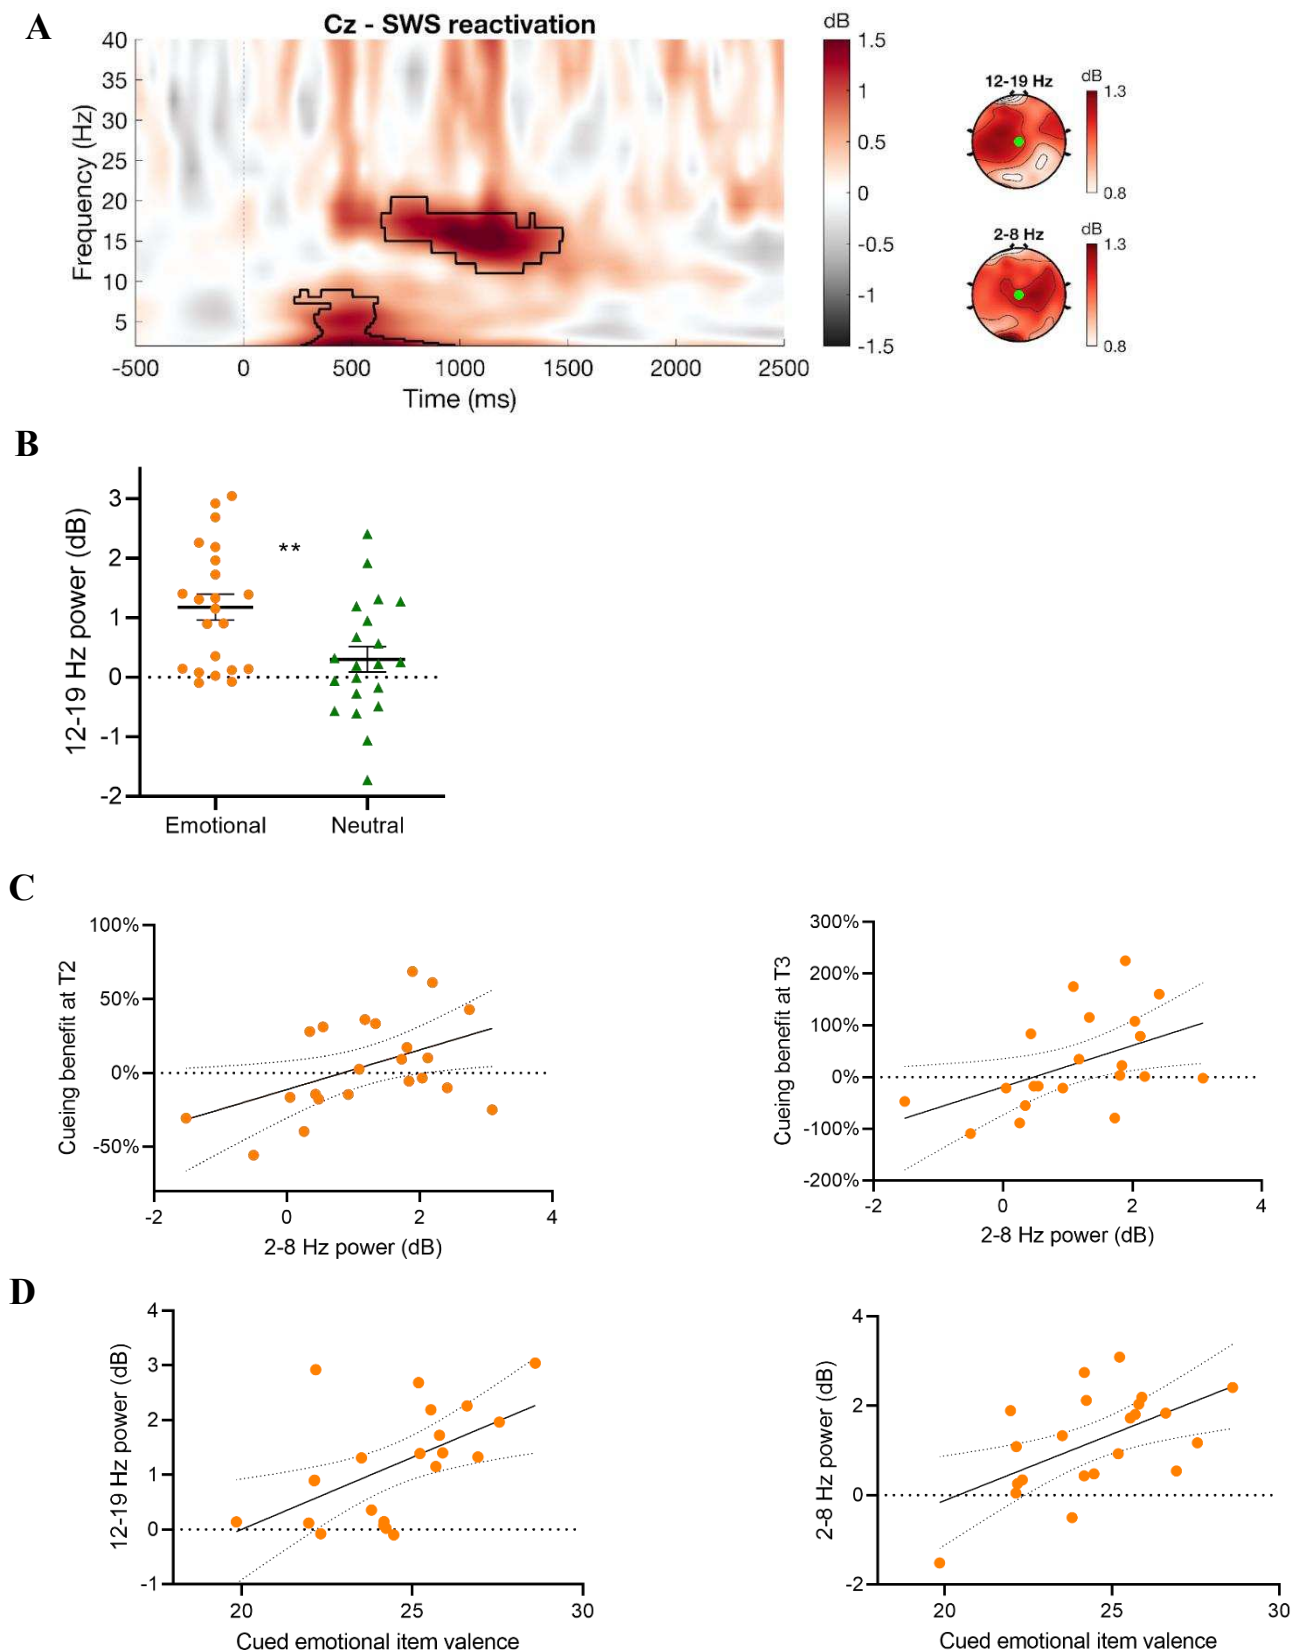 A
Cz - SWS reactivation
dB
40
35
30
25
20
15
10
5
Frequency (Hz)
-500 0 500 1000 1500 2000 2500
Time (ms)
1.5
1
0.5
0
-0.5
-1
-1.5
12-19 Hz
dB
1.3
0.8
2-8 Hz
dB
1.3
0.8
B
12-19 Hz power (dB)
3
2
1
0
-1
-2
**
Emotional Neutral
C
Cueing benefit at T2
100%
50%
0%
-50%
-2 0 2 4
2-8 Hz power (dB)
Cueing benefit at T3
300%
200%
100%
0%
-100%
-200%
-2 0 2 4
2-8 Hz power (dB)
D
12-19 Hz power (dB)
4
3
2
1
0
-1
20 25 30
Cued emotional item valence
2-8 Hz power (dB)
4
2
0
-2
20 25 30
Cued emotional item valence